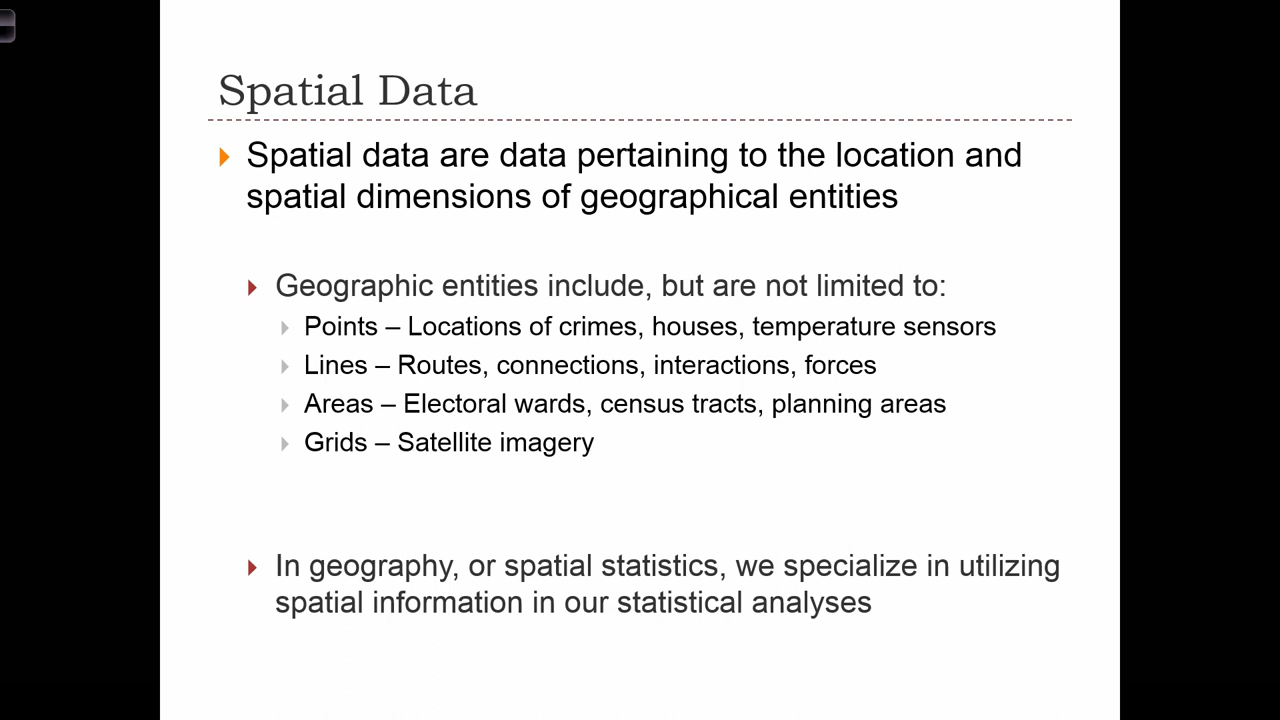 Spatial Data
Spatial data are data pertaining to the location and
spatial dimensions of geographical entities
Geographic entities include, but are not limited to:
Points – Locations of crimes, houses, temperature sensors
Lines – Routes, connections, interactions, forces
Areas – Electoral wards, census tracts, planning areas
Grids – Satellite imagery
In geography, or spatial statistics, we specialize in utilizing
spatial information in our statistical analyses